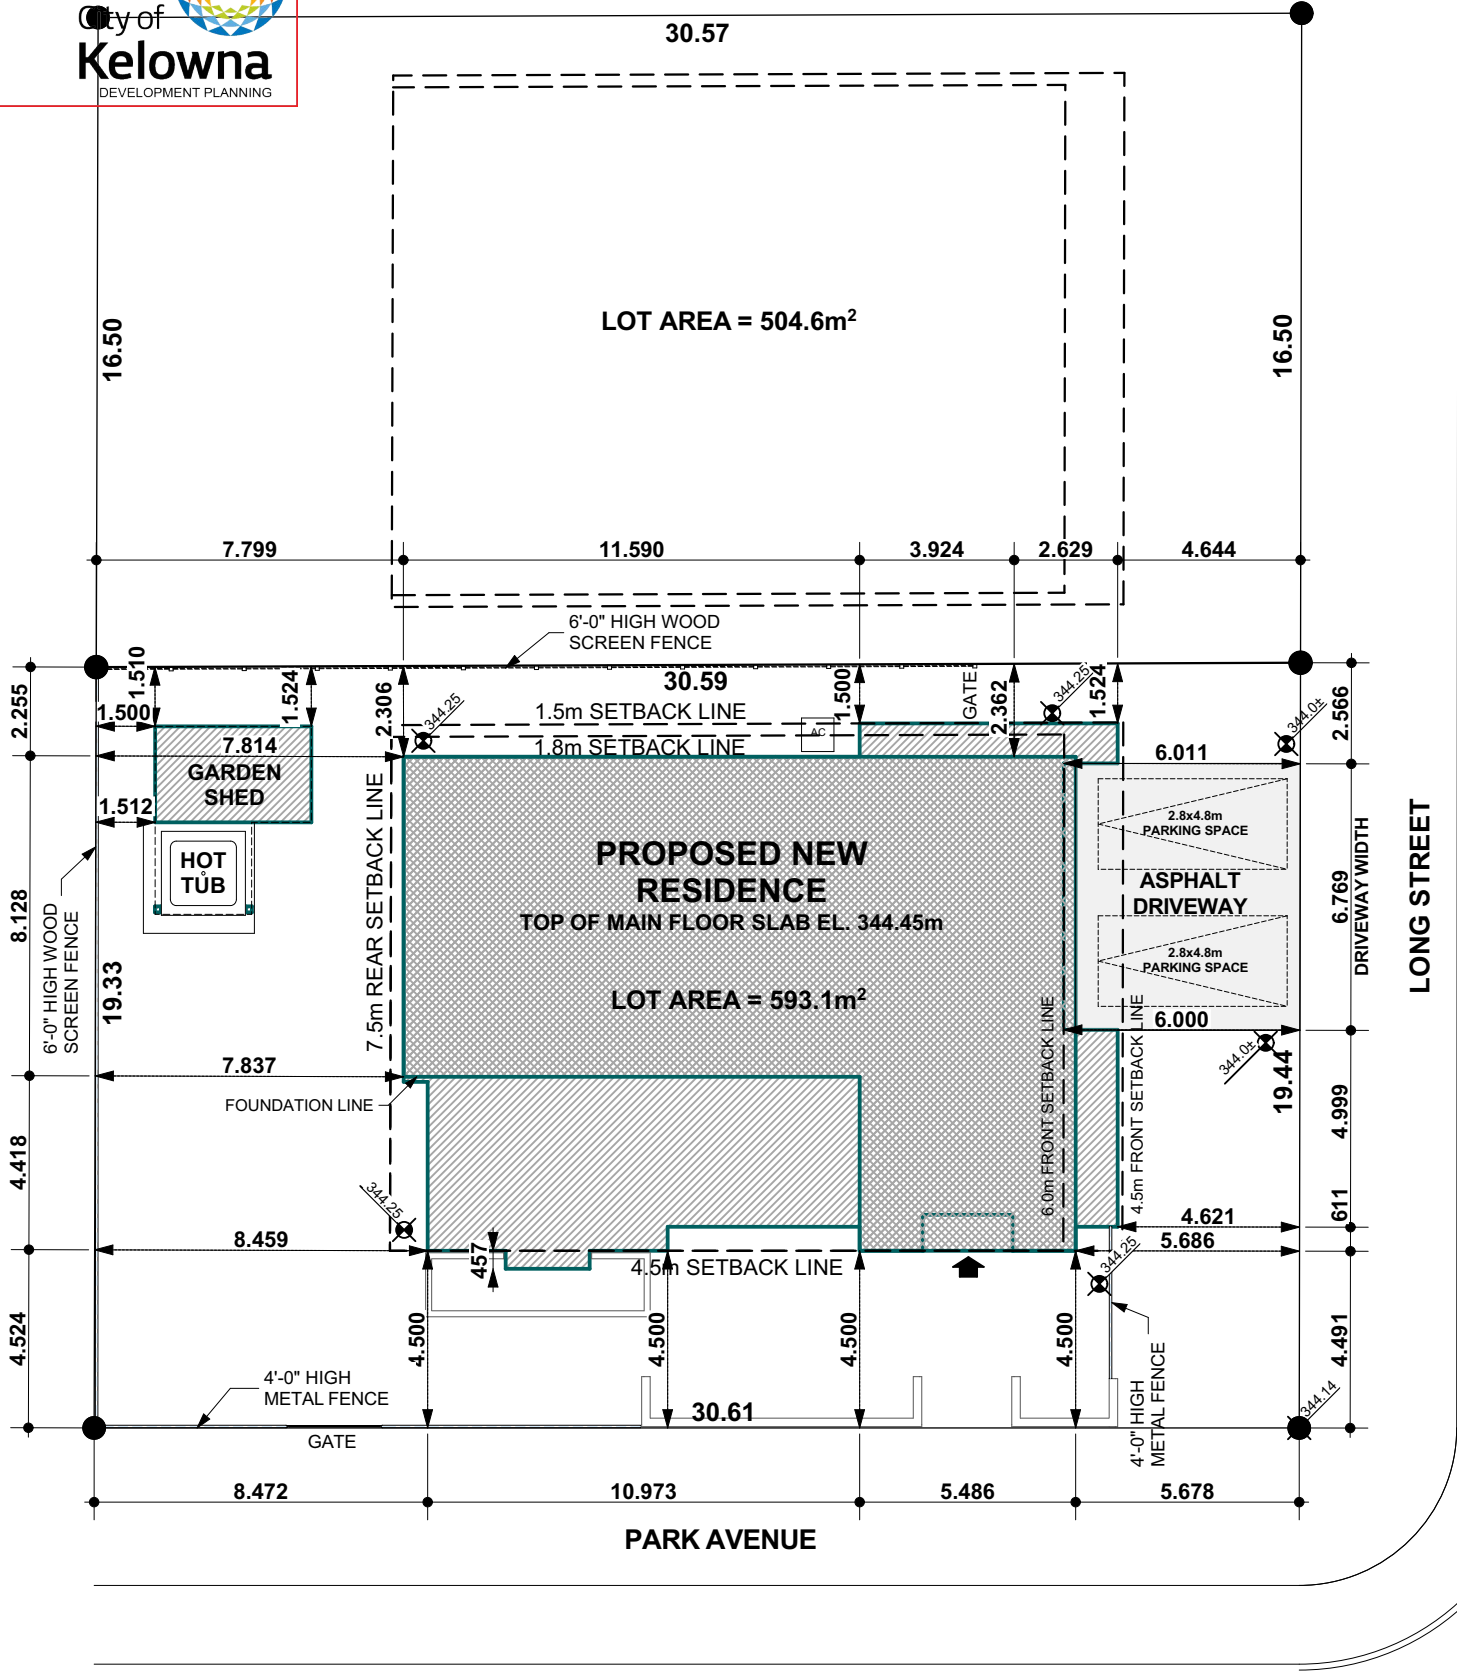 City of
Kelowna
DEVELOPMENT PLANNING
30.57
16.50
LOT AREA = 504.6m²
16.50
7.799
11.590
3.924
2.629
4.644
6'-0" HIGH WOOD
SCREEN FENCE
30.59
2.255
1.510
1.500
1.524
2.306
344.25
1.5m SETBACK LINE
1.8m SETBACK LINE
AC
1.500
GATE
2.362
344.25
1.524
344.0±
2.566
7.814
GARDEN
SHED
1.512
HOT
TUB
6.011
2.8x4.8m
PARKING SPACE
ASPHALT
DRIVEWAY
2.8x4.8m
PARKING SPACE
6.000
6.769
DRIVEWAY WIDTH
LONG STREET
PROPOSED NEW
RESIDENCE
TOP OF MAIN FLOOR SLAB EL. 344.45m
LOT AREA = 593.1m²
8.128
6'-0" HIGH WOOD
SCREEN FENCE
19.33
7.5m REAR SETBACK LINE
6.0m FRONT SETBACK LINE
4.5m FRONT SETBACK LINE
344.0±
19.44
7.837
FOUNDATION LINE
4.999
4.418
344.25
8.459
457
4.5m SETBACK LINE
4.621
611
5.686
344.25
4.524
4.500
4.500
4.500
4.500
4.491
4'-0" HIGH
METAL FENCE
GATE
30.61
4'-0" HIGH
METAL FENCE
344.14
8.472
10.973
5.486
5.678
PARK AVENUE